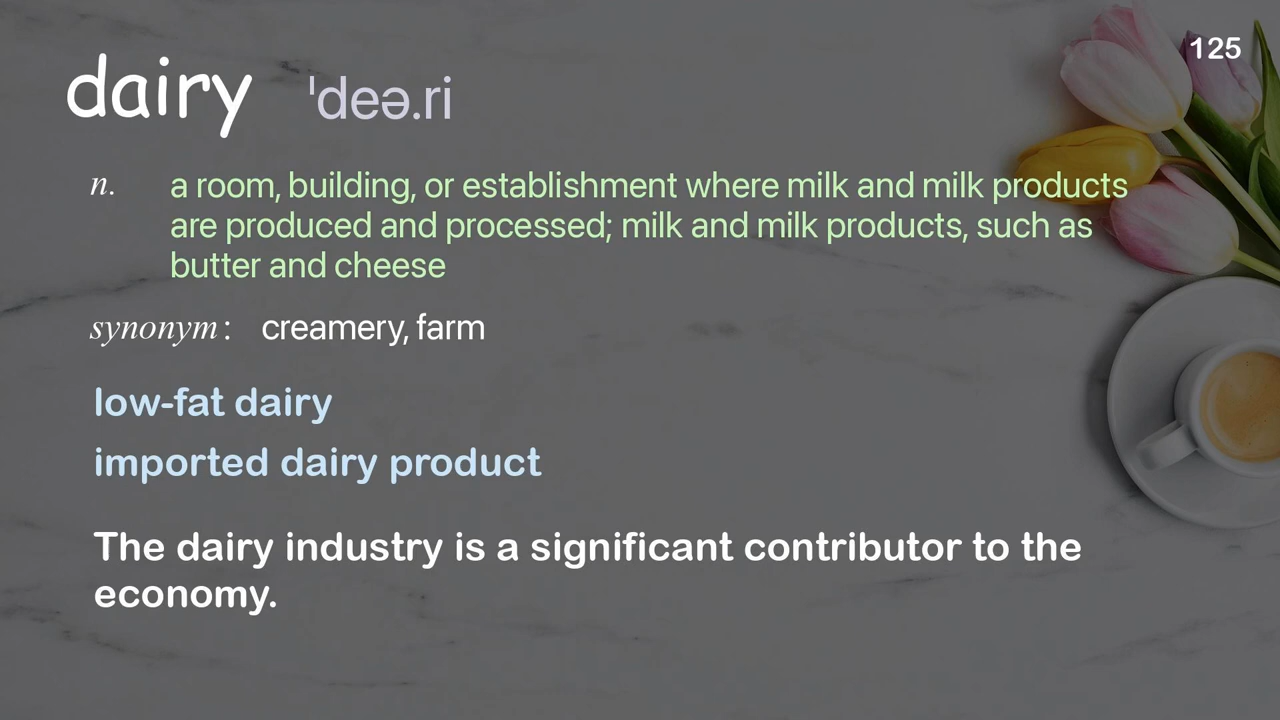 125
dairy ˈdeə.ri
n. a room, building, or establishment where milk and milk products
are produced and processed; milk and milk products, such as
butter and cheese
synonym: creamery, farm
low-fat dairy
imported dairy product
The dairy industry is a significant contributor to the
economy.